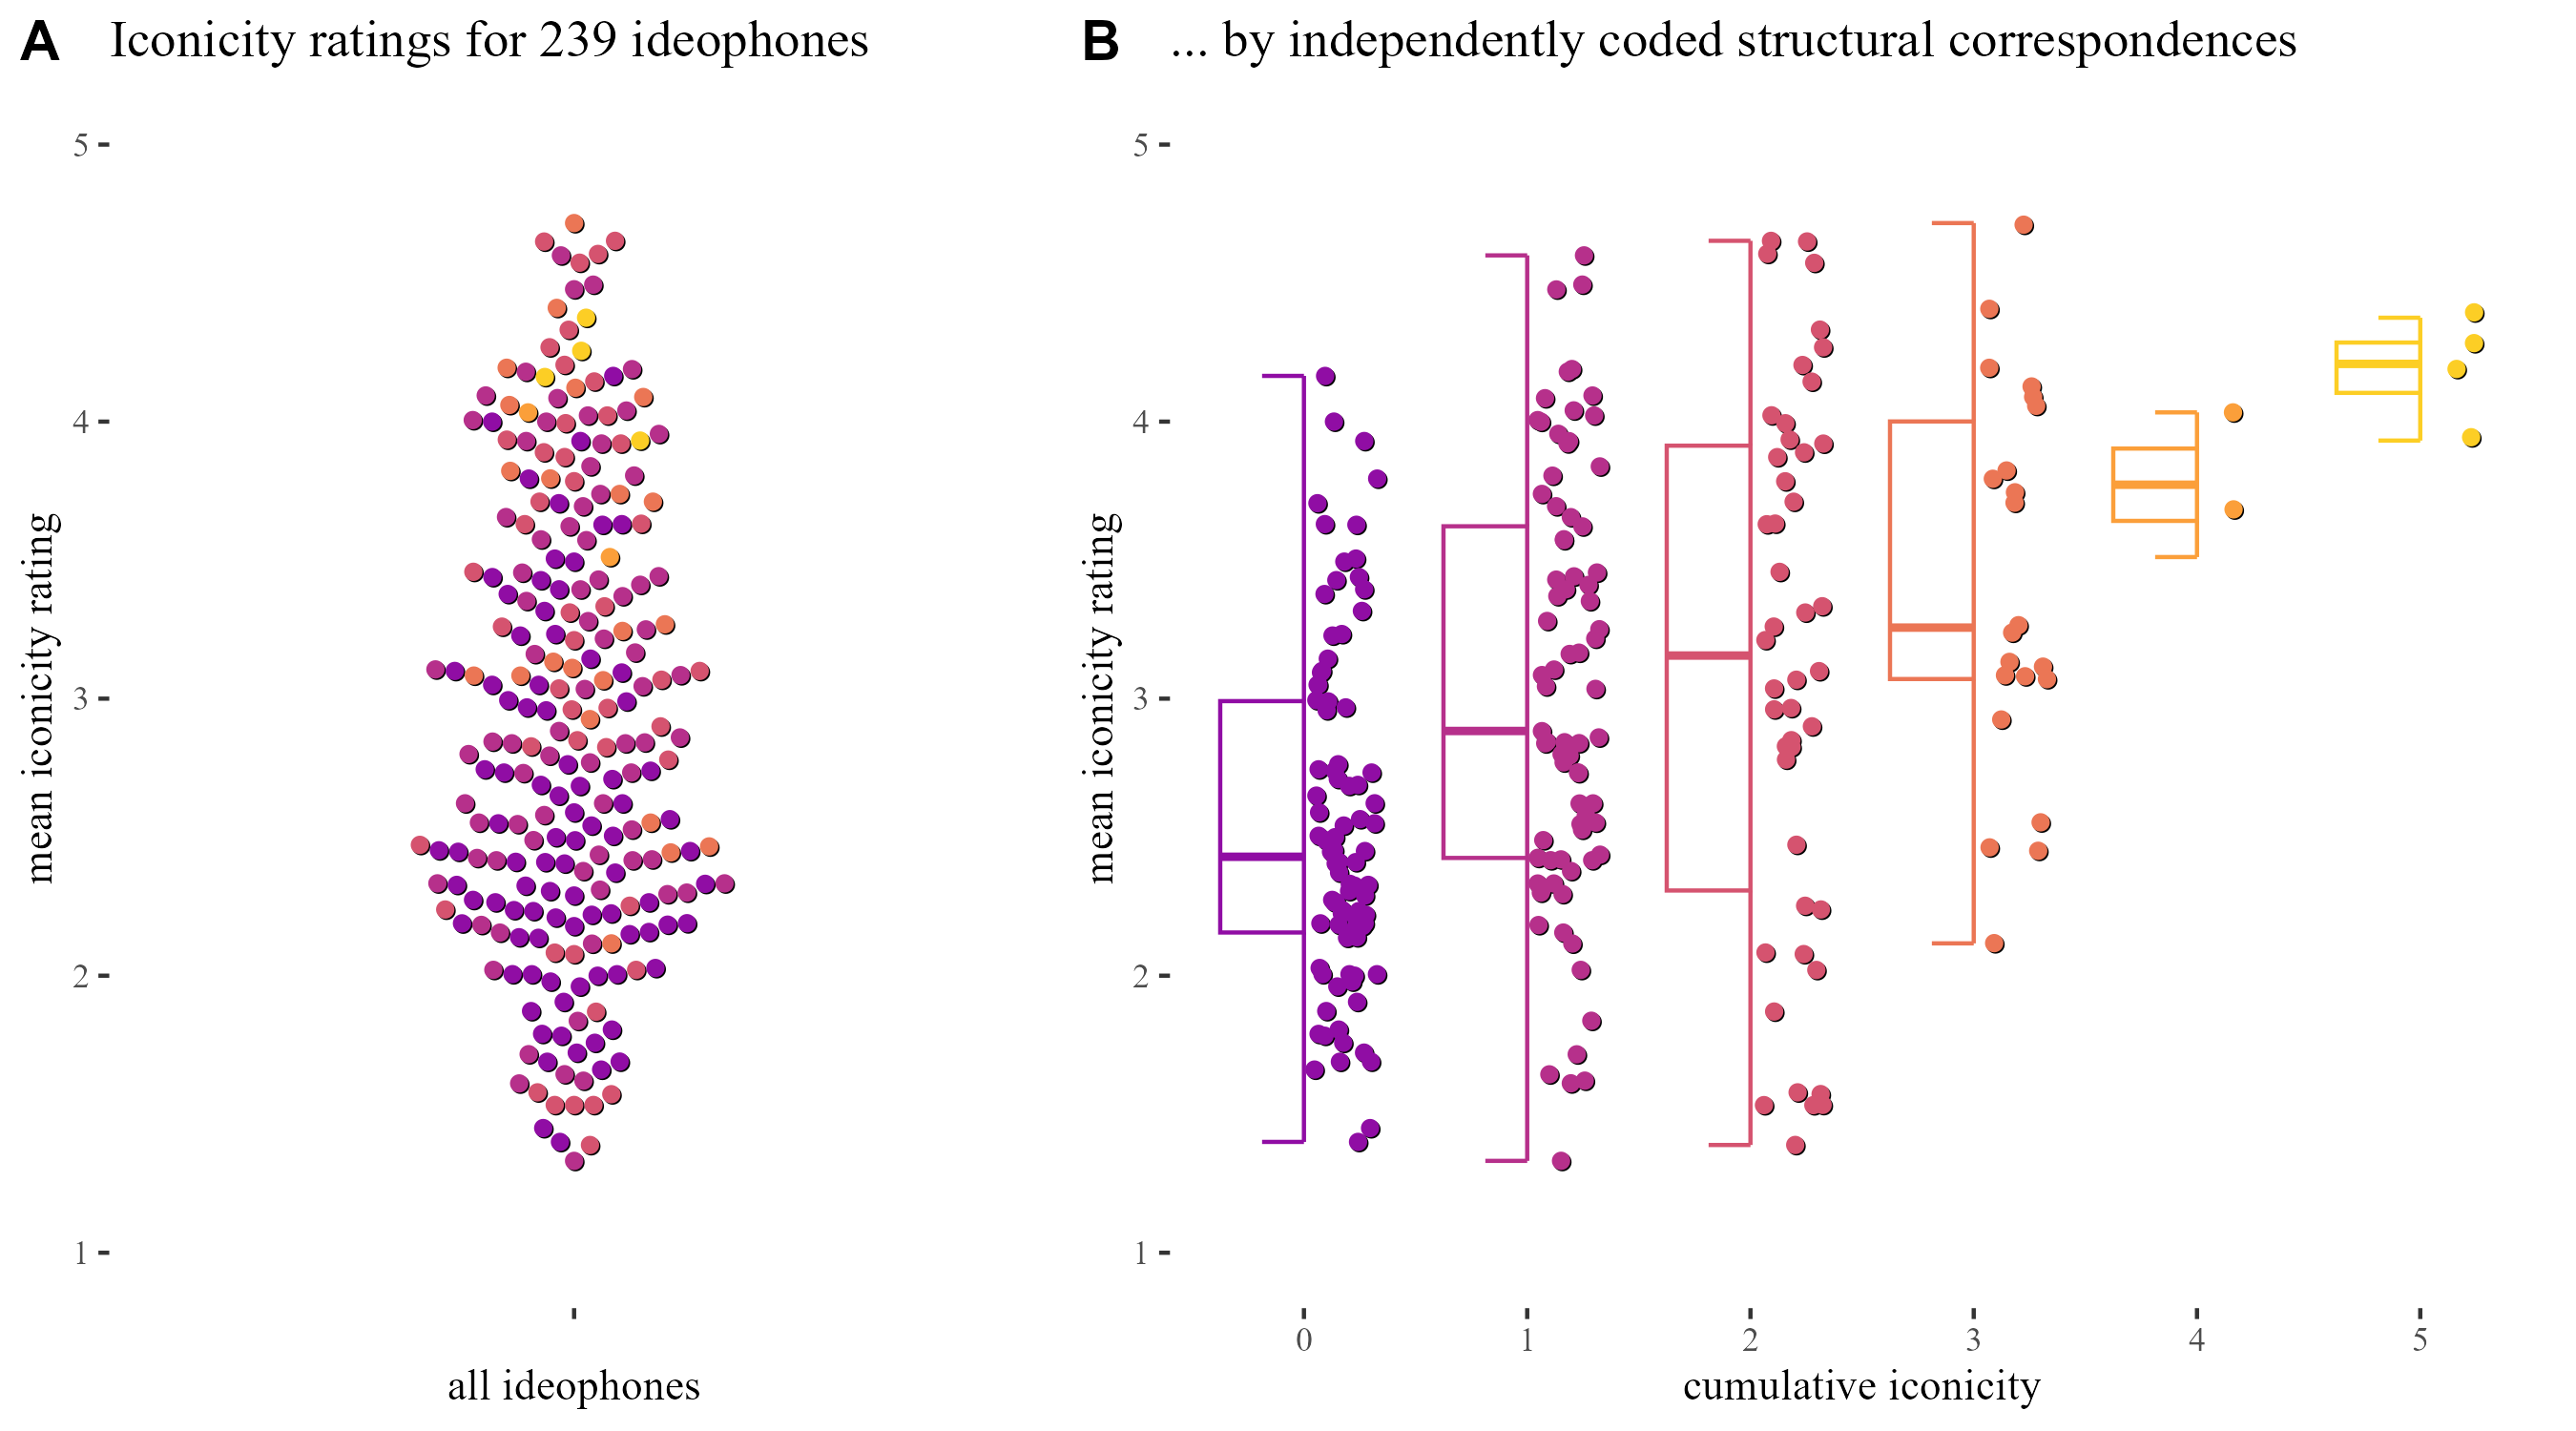 A Iconicity ratings for 239 ideophones
5
4
3
2
1
mean iconicity rating
all ideophones
B ... by independently coded structural correspondences
5
4
3
2
1
mean iconicity rating
0 1 2 3 4 5
cumulative iconicity